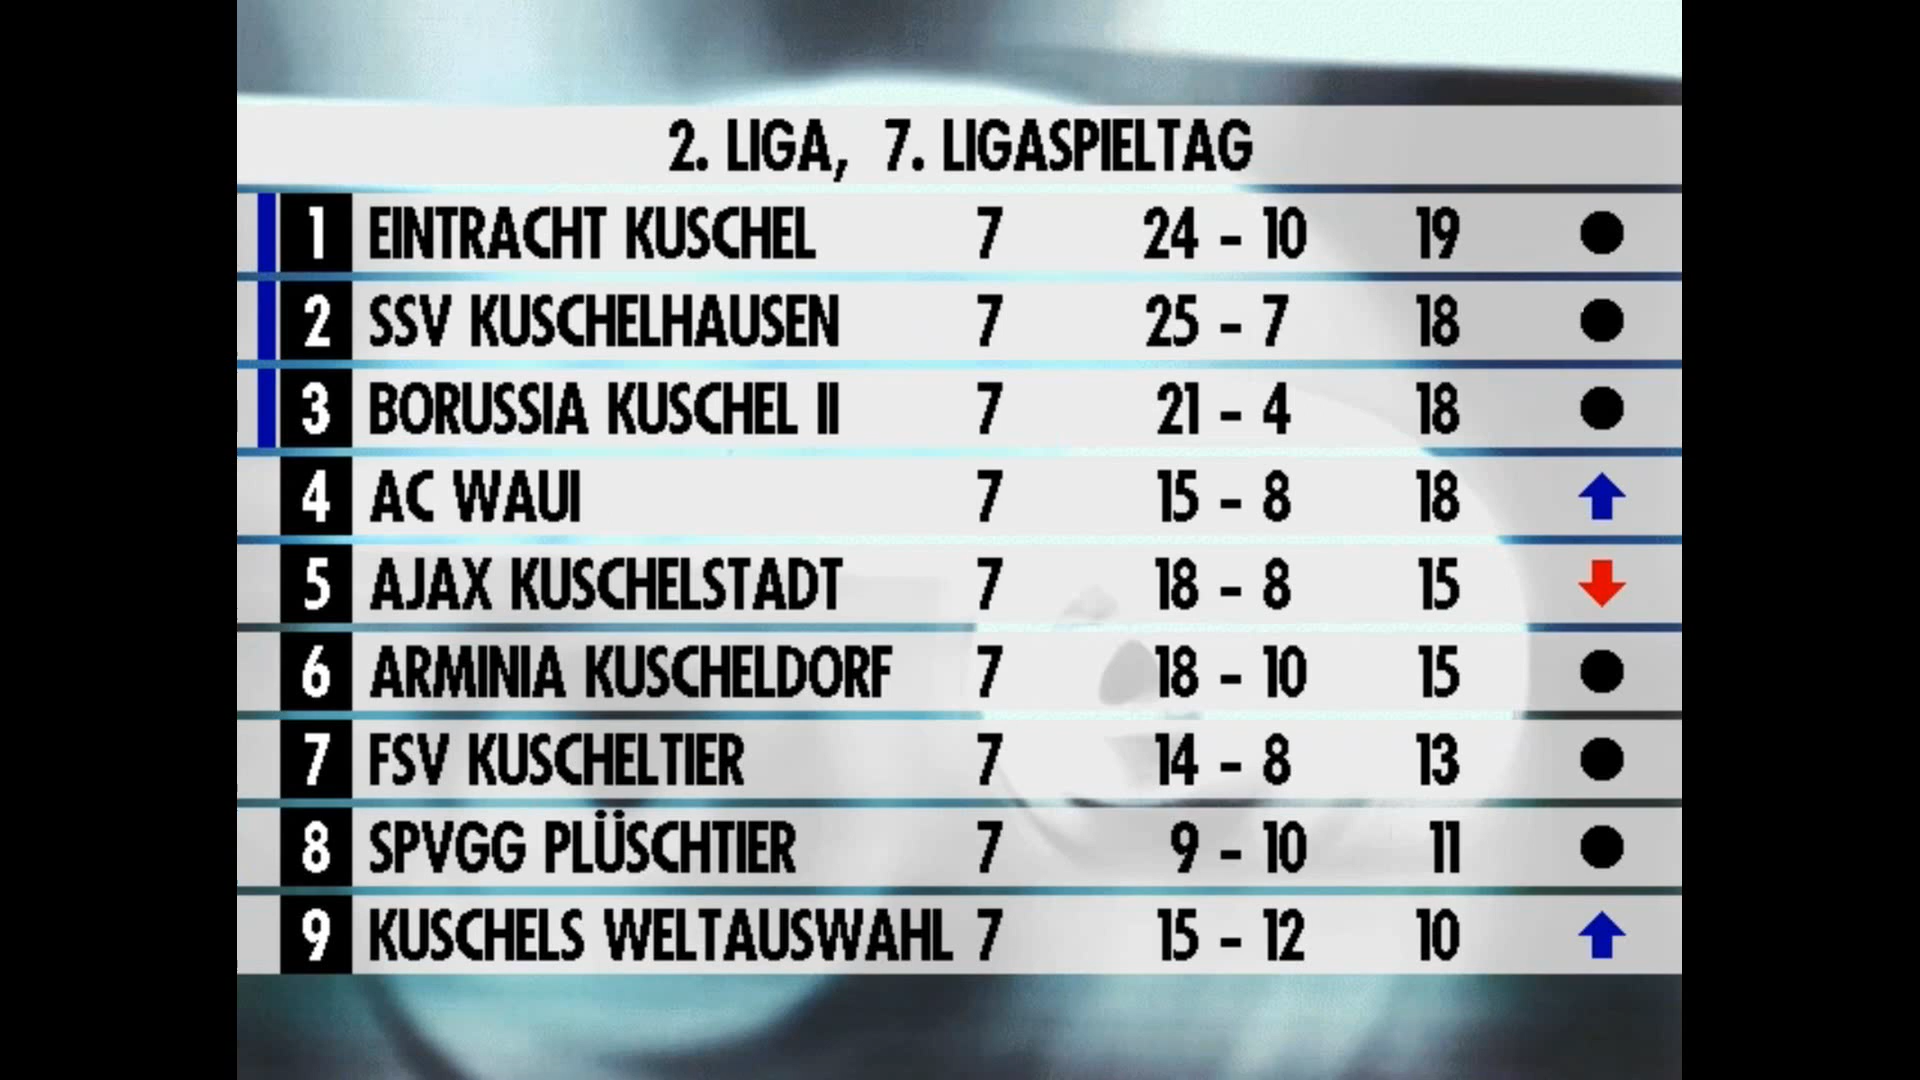 2. LIGA, 7. LIGASPIELTAG
1 EINTRACHT KUSCHEL 7 24 - 10 19
2 SSV KUSCHELHAUSEN 7 25 - 7 18
3 BORUSSIA KUSCHEL II 7 21 - 4 18
4 AC WAUI 7 15 - 8 18
5 AJAX KUSCHELSTADT 7 18 - 8 15
6 ARMINIA KUSCHELDORF 7 18 - 10 15
7 FSV KUSCHELTIER 7 14 - 8 13
8 SPVGG PLÜSCHTIER 7 9 - 10 11
9 KUSCHELS WELTAUSWAHL 7 15 - 12 10